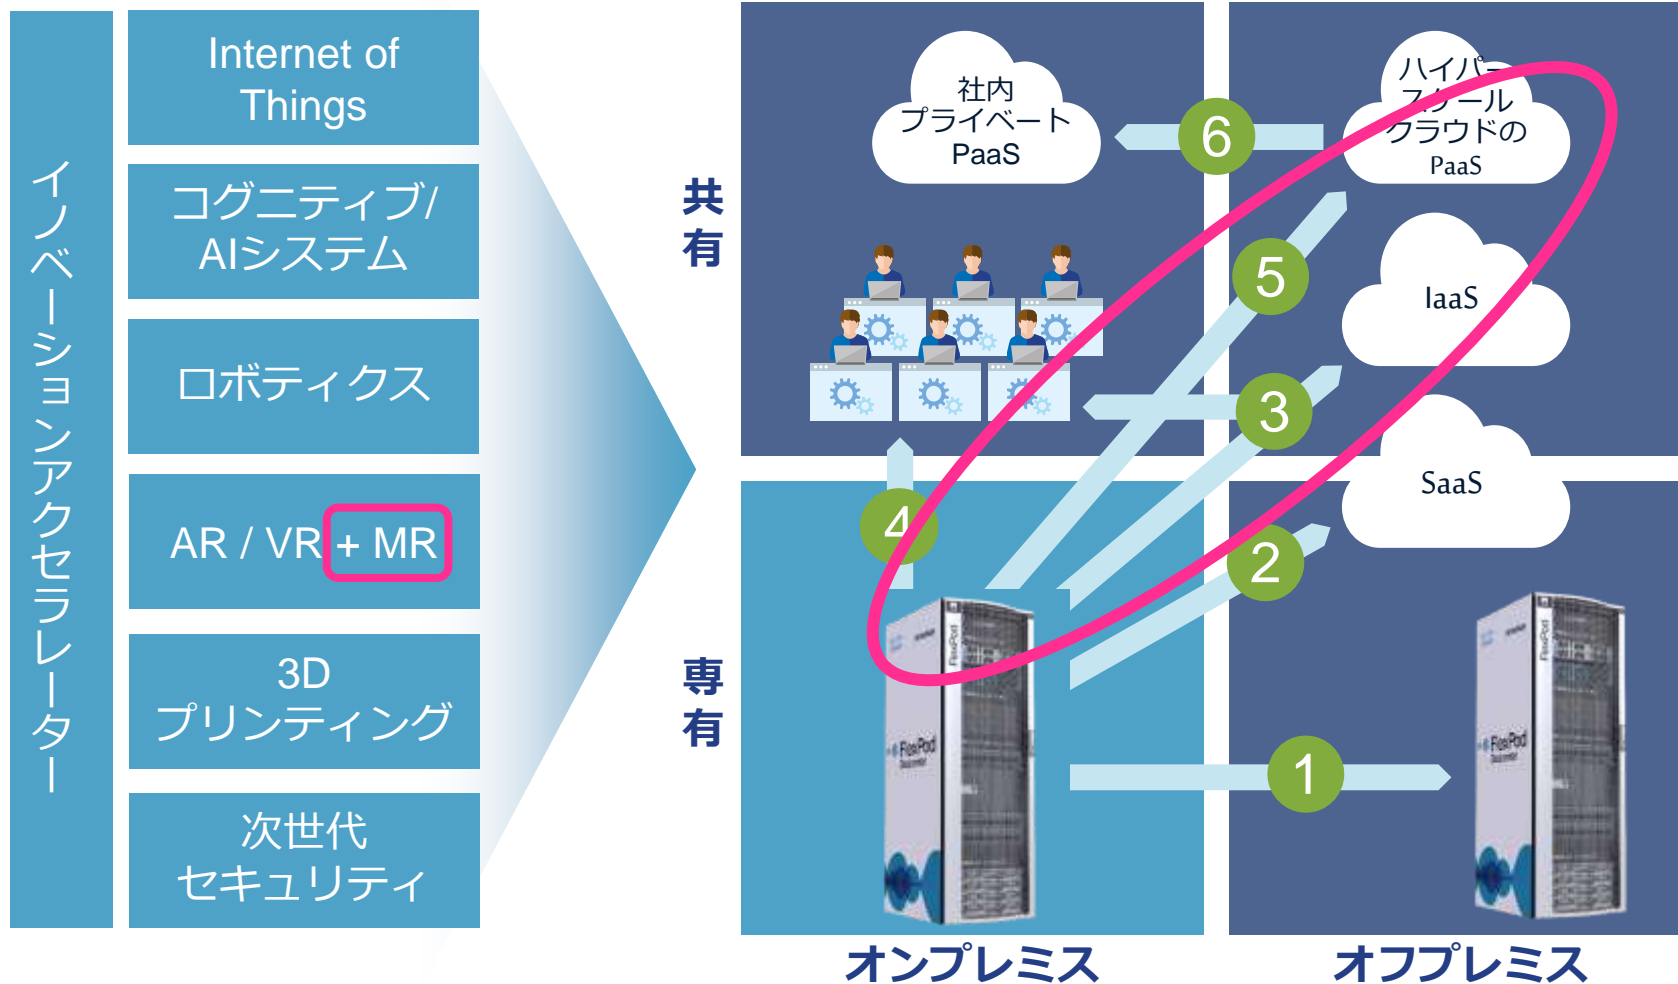 イノベーションアクセラレーター
Internet of
Things
コグニティブ/
AIシステム
ロボティクス
AR / VR + MR
3D
プリンティング
次世代
セキュリティ
共有
専有
社内
プライベート
PaaS
6
ハイパー
スケール
クラウドの
PaaS
5
IaaS
3
4
SaaS
2
1
FlexPod
FlexPod
FlexPod
FlexPod
オンプレミス
オフプレミス